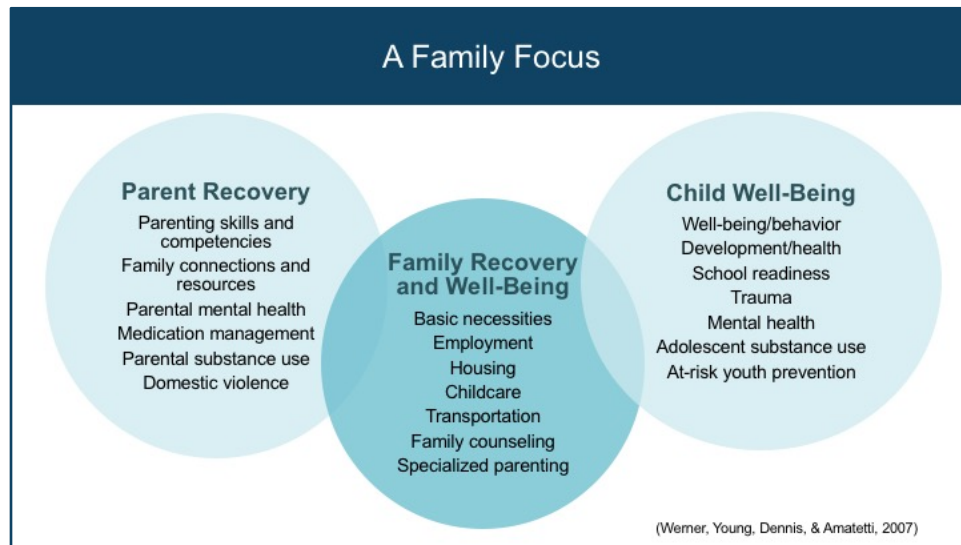 A Family Focus
Parent Recovery
Parenting skills and
competencies
Family connections and
resources
Parental mental health
Medication management
Parental substance use
Domestic violence
Family Recovery
and Well-Being
Basic necessities
Employment
Housing
Childcare
Transportation
Family counseling
Specialized parenting
Child Well-Being
Well-being/behavior
Development/health
School readiness
Trauma
Mental health
Adolescent substance use
At-risk youth prevention
(Werner, Young, Dennis, & Amatetti, 2007)